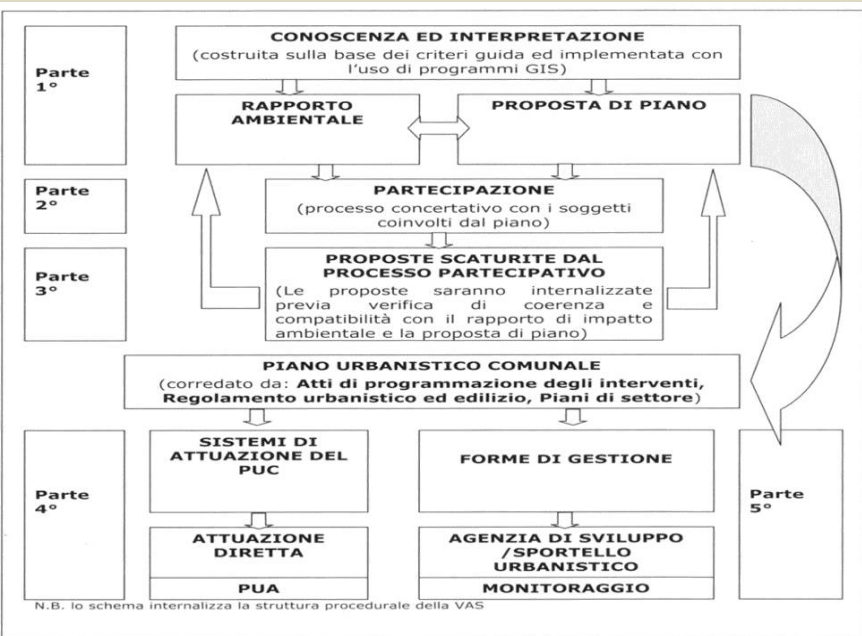 Parte
1°
CONOSCENZA ED INTERPRETAZIONE
(costruita sulla base dei criteri guida ed implementata con
l'uso di programmi GIS)
RAPPORTO
AMBIENTALE
PROPOSTA DI PIANO
Parte
2°
PARTECIPAZIONE
(processo concertativo con i soggetti
coinvolti dal piano)
Parte
3°
PROPOSTE SCATURITE DAL
PROCESSO PARTECIPATIVO
(Le proposte saranno internalizzate
previa verifica di coerenza e
compatibilità con il rapporto di impatto
ambientale e la proposta di piano)
PIANO URBANISTICO COMUNALE
(corredato da: Atti di programmazione degli interventi,
Regolamento urbanistico ed edilizio, Piani di settore)
Parte
4°
SISTEMI DI
ATTUAZIONE DEL
PUC
FORME DI GESTIONE
Parte
5°
ATTUAZIONE
DIRETTA
PUA
AGENZIA DI SVILUPPO
/SPORTELLO
URBANISTICO
MONITORAGGIO
N.B. lo schema internalizza la struttura procedurale della VAS